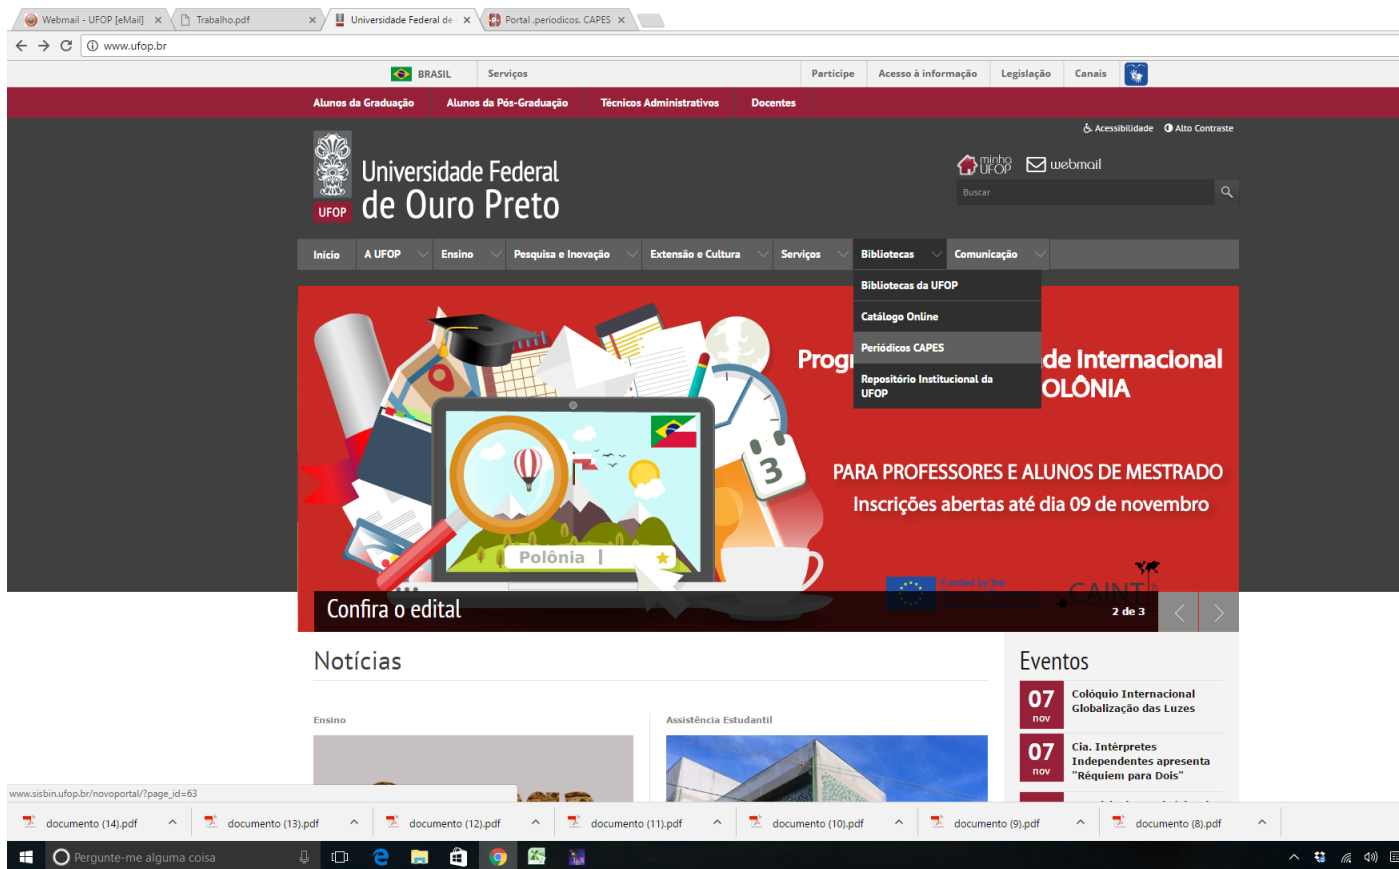 Webmail - UFOP [eMail]
Trabalho.pdf
Universidade Federal de
Portal .periodicos. CAPES
www.ufop.br
BRASIL
Serviços
Participe
Acesso à informação
Legislação
Canais
Alunos da Graduação
Alunos da Pós-Graduação
Técnicos Administrativos
Docentes
Acessibilidade
Alto Contraste
UFOP
Universidade Federal
de Ouro Preto
minha
UFOP
webmail
Buscar
Início
A UFOP
Ensino
Pesquisa e Inovação
Extensão e Cultura
Serviços
Bibliotecas
Comunicação
Bibliotecas da UFOP
Catálogo Online
Periódicos CAPES
Repositório Institucional da
UFOP
Prog
de Internacional
OLÔNIA
3
PARA PROFESSORES E ALUNOS DE MESTRADO
Inscrições abertas até dia 09 de novembro
Polônia
Funded by the
CAINT
Confira o edital
2 de 3
Notícias
Ensino
Assistência Estudantil
Eventos
07
nov
Colóquio Internacional
Globalização das Luzes
07
nov
Cia. Intérpretes
Independentes apresenta
"Réquiem para Dois"
www.sisbin.ufop.br/novoportal/?page_id=63
documento (14).pdf
documento (13).pdf
documento (12).pdf
documento (11).pdf
documento (10).pdf
documento (9).pdf
documento (8).pdf
Pergunte-me alguma coisa